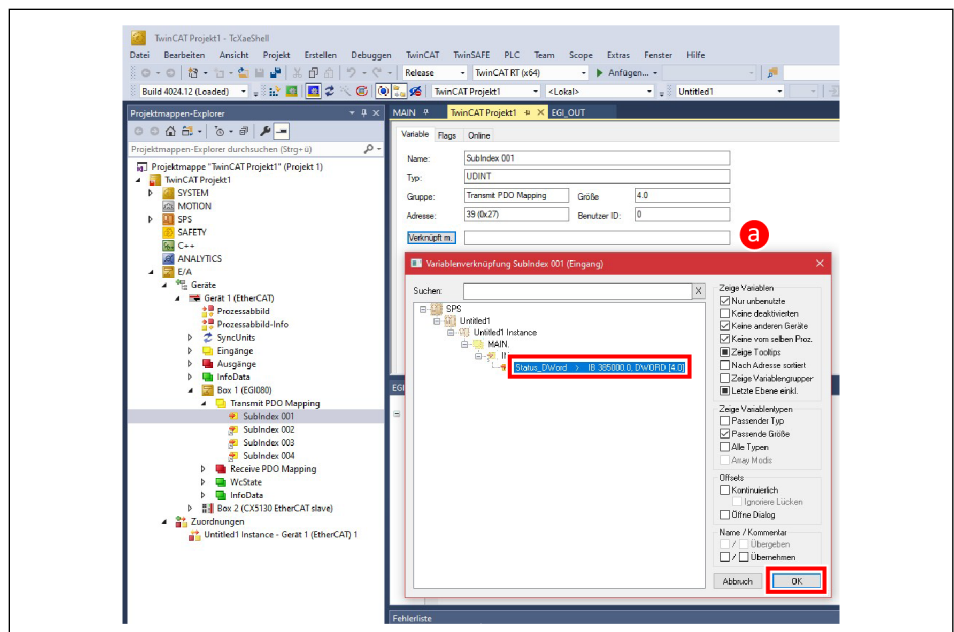 TwinCAT Projekt1 - TcXaeShell
Datei Bearbeiten Ansicht Projekt Erstellen Debuggen TwinCAT TwinSAFE PLC Team Scope Extras Fenster Hilfe
Release TwinCAT RT (x64) Anfügen...
Build 4024.12 (Loaded) TwinCAT Projekt1 <Lokal> Untitled1
Projektmappen-Explorer
Projektmappen-Explorer durchsuchen (Strg+ü)
Projektmappe "TwinCAT Projekt1" (Projekt 1)
TwinCAT Projekt1
SYSTEM
MOTION
SPS
SAFETY
C++
ANALYTICS
E/A
Geräte
Gerät 1 (EtherCAT)
Prozessabbild
Prozessabbild-Info
SyncUnits
Eingänge
Ausgänge
InfoData
Box 1 (EGI080)
Transmit PDO Mapping
SubIndex 001
SubIndex 002
SubIndex 003
SubIndex 004
Receive PDO Mapping
WcState
InfoData
Box 2 (CX5130 EtherCAT slave)
Zuordnungen
Untitled1 Instance - Gerät 1 (EtherCAT) 1
MAIN TwinCAT Projekt1 EGI_OUT
Variable Flags Online
Name: SubIndex 001
Typ: UDINT
Gruppe: Transmit PDO Mapping Größe 4.0
Adresse: 39 (0x27) Benutzer ID: 0
Verknüpft m.
a
Variablenverknüpfung SubIndex 001 (Eingang)
Suchen: X
SPS
Untitled1
Untitled1 Instance
MAIN.
Status_DWord > IB 385000.0, DWORD [4.0]
Zeige Variablen
Nur unbenutzte
Keine deaktivierten
Keine anderen Geräte
Keine vom selben Proz.
Zeige Tooltips
Nach Adresse sortiert
Zeige Variablengrupper
Letzte Ebene einkl.
Zeige Variablentypen
Passender Typ
Passende Größe
Alle Typen
Array Modis
Offsets
Kontinuierlich
Ignoriere Lücken
Öffne Dialog
Name / Kommentar
/ Übergeben
/ Übernehmen
Abbruch OK
Fehlerliste